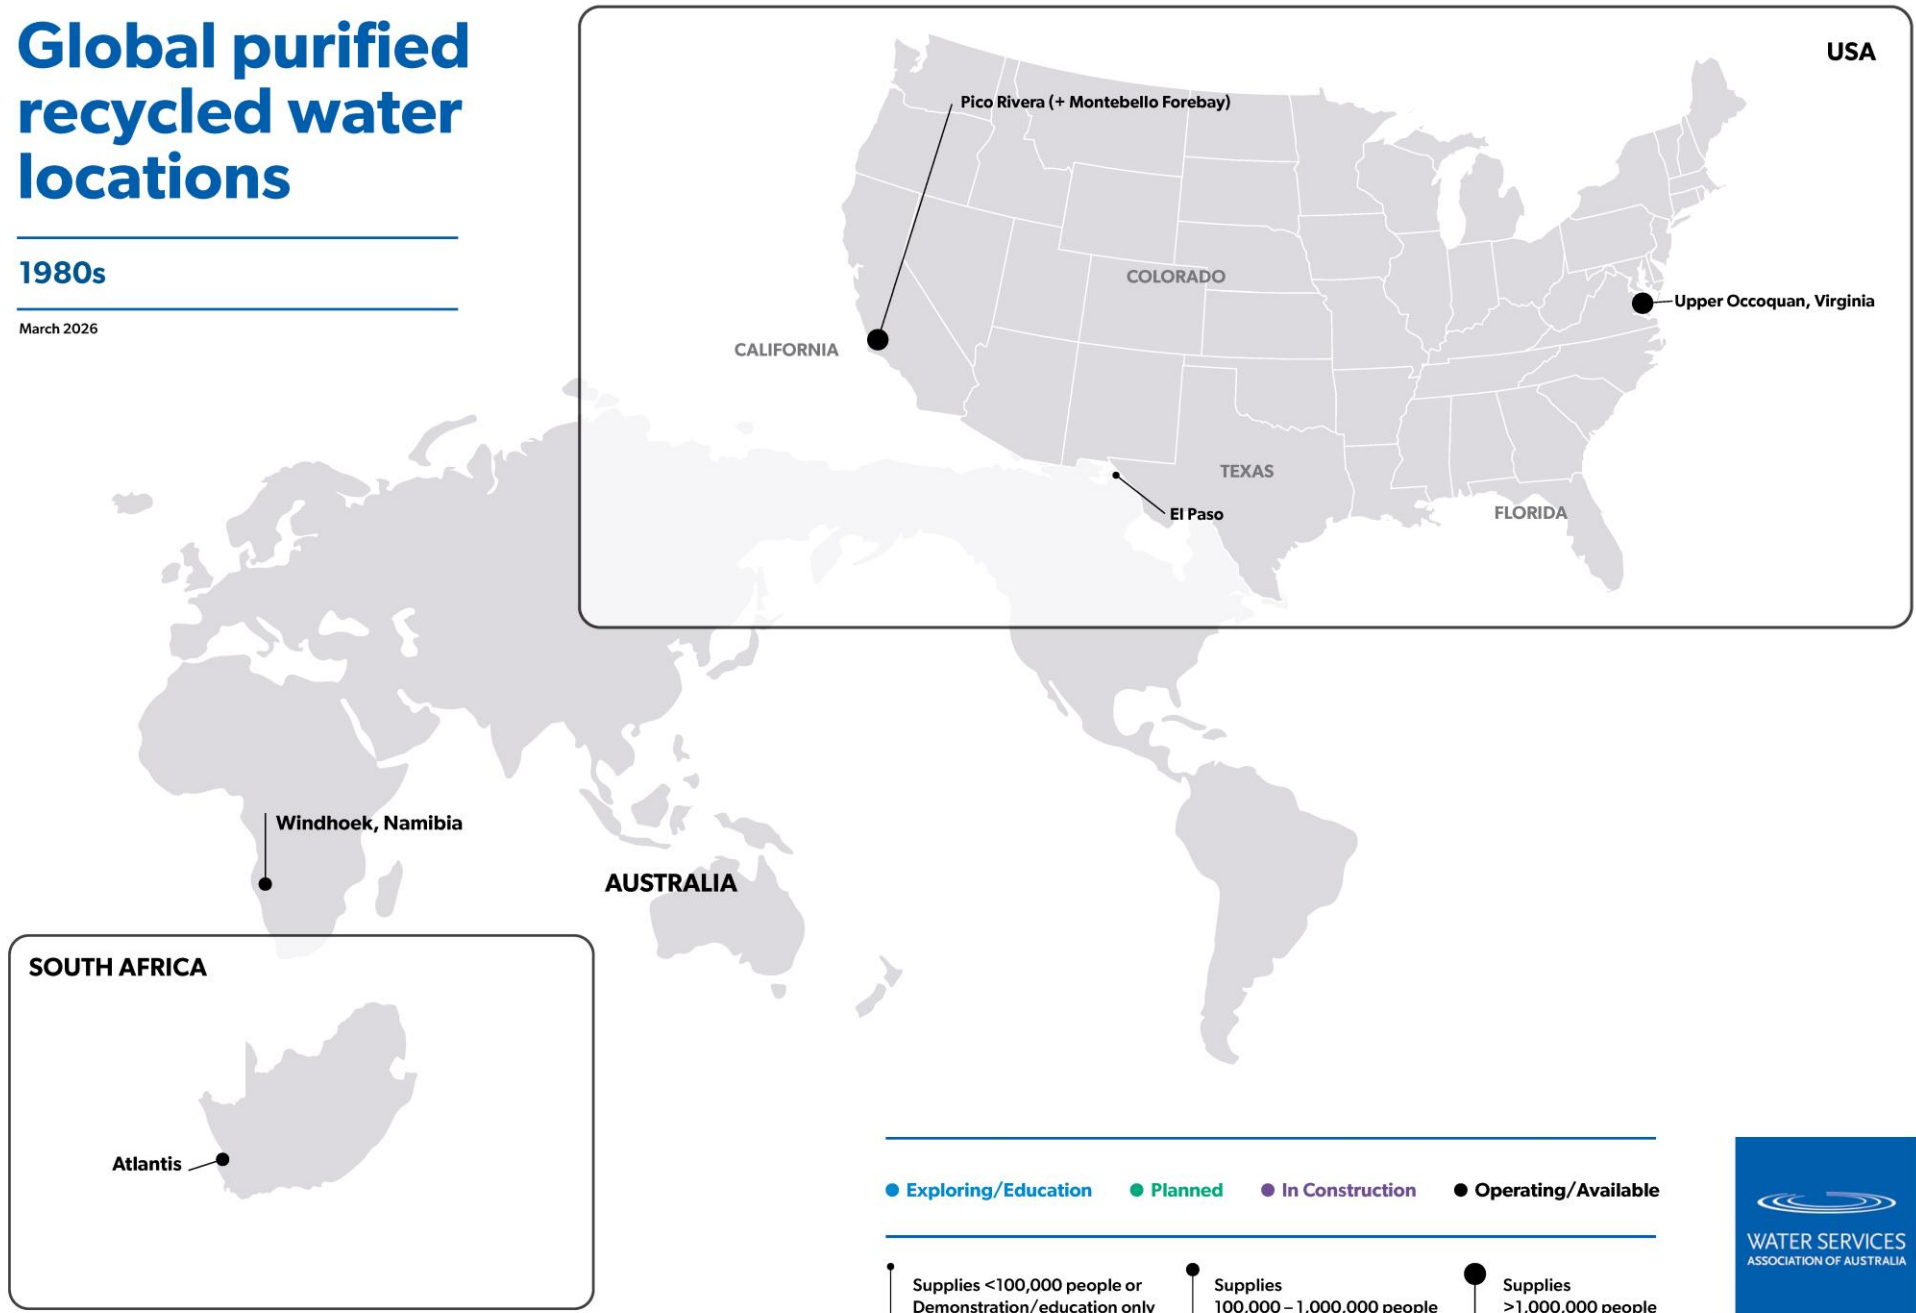 Global purified
recycled water
locations
1980s
March 2026
USA
Pico Rivera (+ Montebello Forebay)
COLORADO
Upper Occoquan, Virginia
CALIFORNIA
TEXAS
El Paso
FLORIDA
Windhoek, Namibia
AUSTRALIA
SOUTH AFRICA
Atlantis
Exploring/Education
Planned
In Construction
Operating/Available
Supplies <100,000 people or
Demonstration/education only
Supplies
100,000 – 1,000,000 people
Supplies
>1,000,000 people
WATER SERVICES
ASSOCIATION OF AUSTRALIA